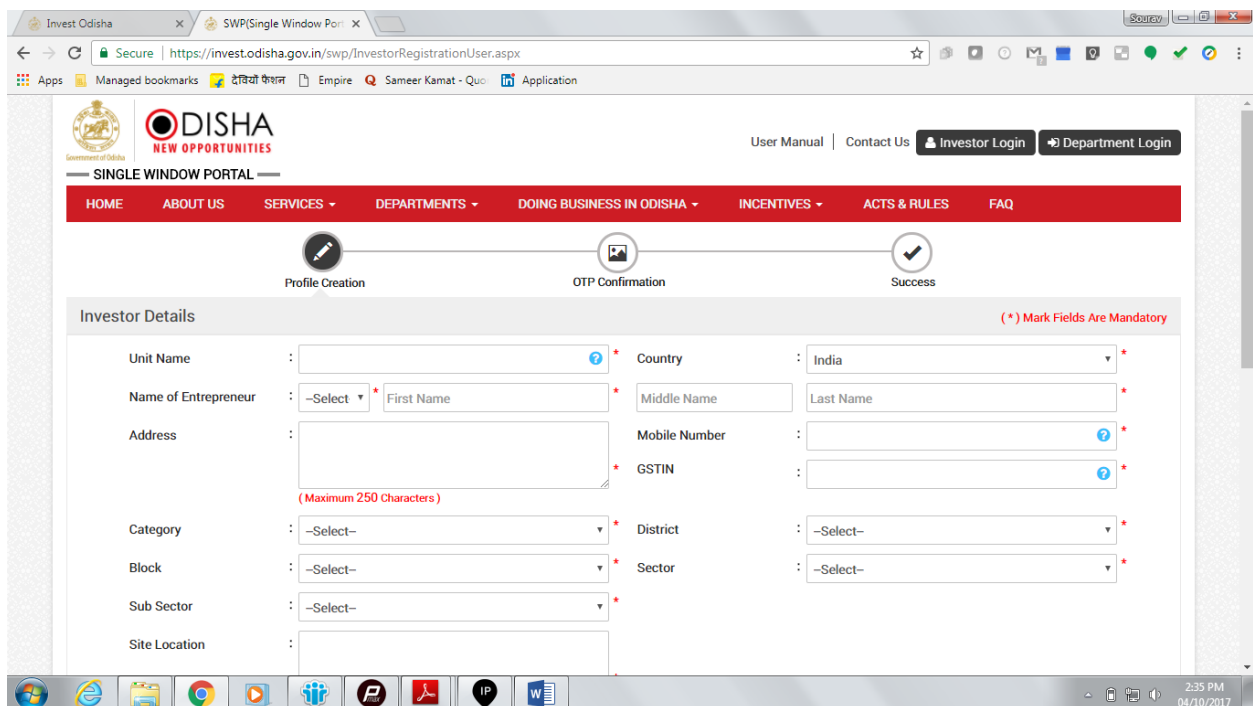 Invest Odisha
SWP(Single Window Port
Sourav
Secure | https://invest.odisha.gov.in/swp/InvestorRegistrationUser.aspx
Apps Managed bookmarks देवियों फैशन Empire Sameer Kamat - Quo Application
Government of Odisha
ODISHA
NEW OPPORTUNITIES
SINGLE WINDOW PORTAL
User Manual | Contact Us Investor Login Department Login
HOME ABOUT US SERVICES DEPARTMENTS DOING BUSINESS IN ODISHA INCENTIVES ACTS & RULES FAQ
Profile Creation OTP Confirmation Success
Investor Details ( * ) Mark Fields Are Mandatory
Unit Name : ? * Country : India *
Name of Entrepreneur : --Select * First Name * Middle Name Last Name *
Address : * Mobile Number : ? *
GSTIN : ? *
( Maximum 250 Characters )
Category : --Select-- * District : --Select-- *
Block : --Select-- * Sector : --Select-- *
Sub Sector : --Select-- *
Site Location :
IP
2:35 PM
04/10/2017